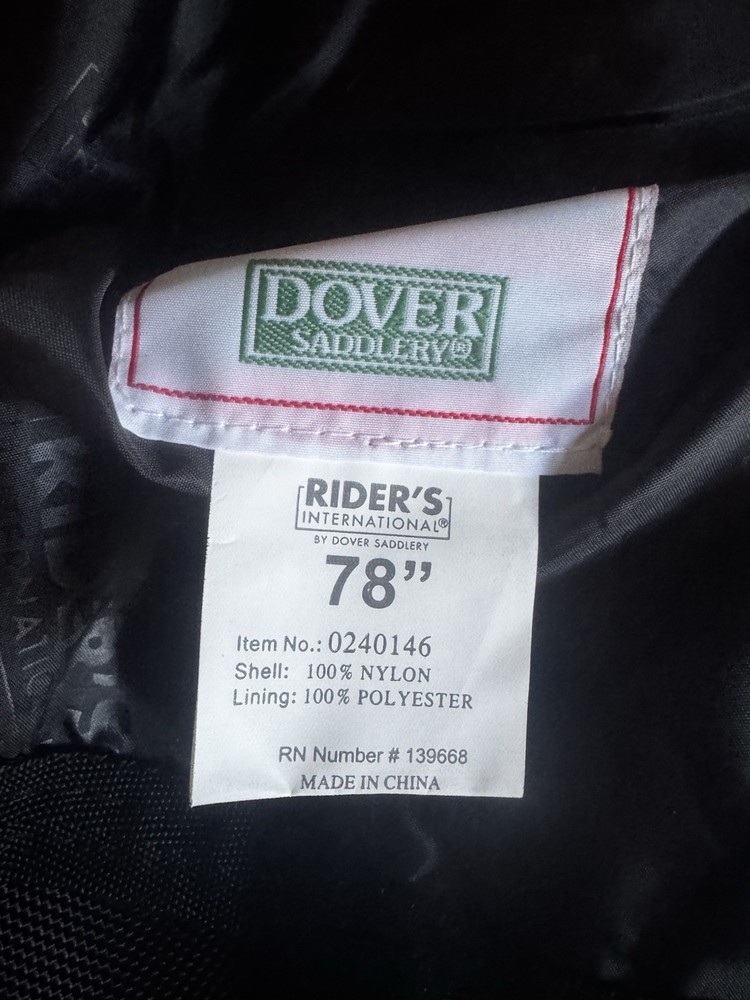 DOVER
SADDLERY®
RIDER'S
INTERNATIONAL®
BY DOVER SADDLERY
78”
Item No.: 0240146
Shell: 100% NYLON
Lining: 100% POLYESTER
RN Number # 139668
MADE IN CHINA